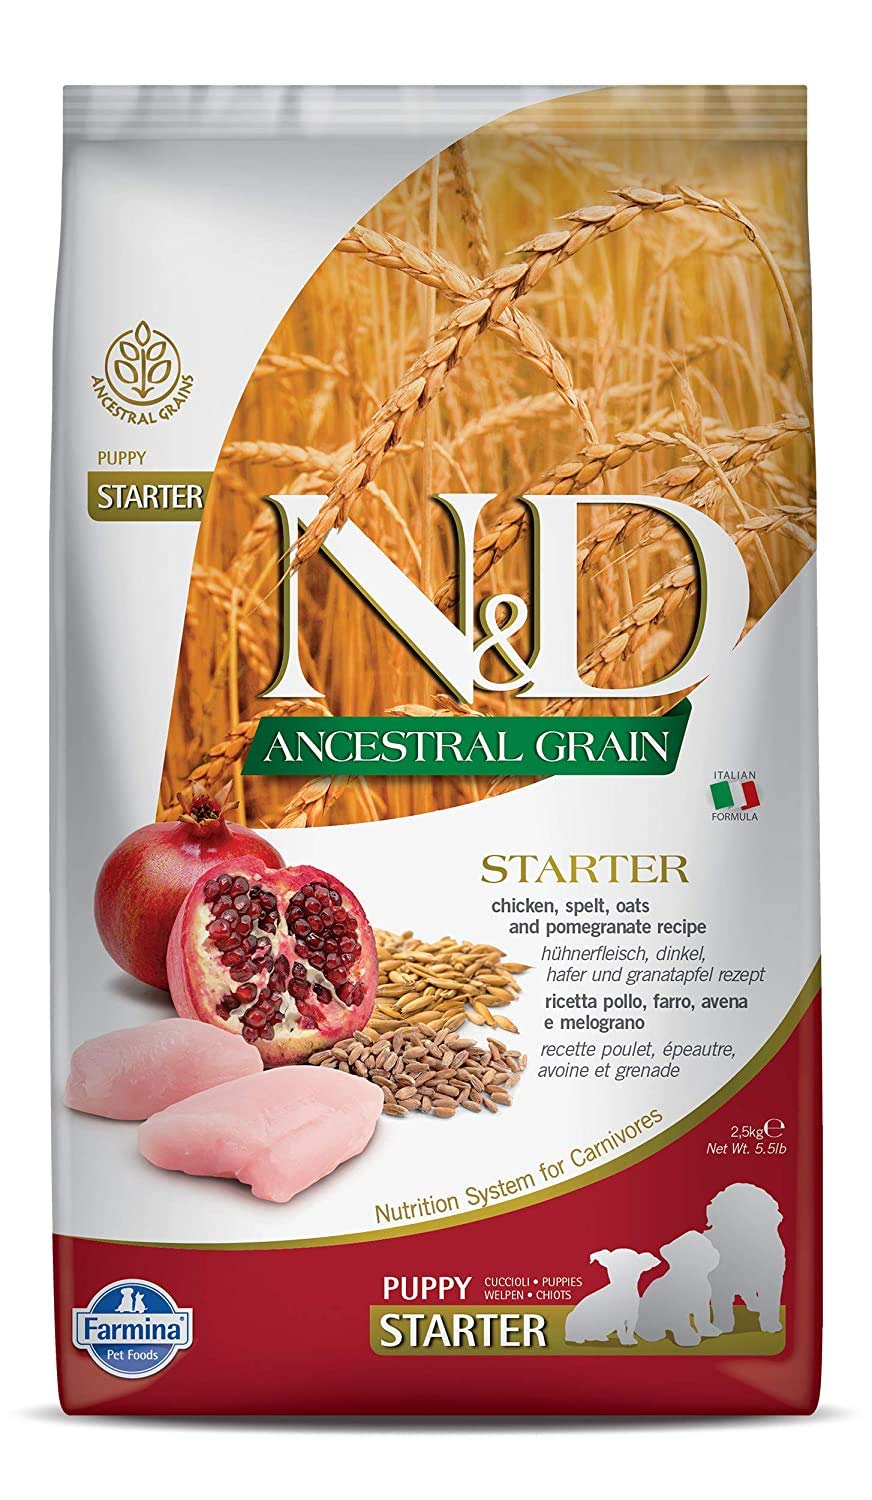 ANCESTRAL GRAINS
PUPPY
STARTER
N&D
ANCESTRAL GRAIN
ITALIAN
FORMULA
STARTER
chicken, spelt, oats
and pomegranate recipe
hühnerfleisch, dinkel,
hafer und granatapfel rezept
ricetta pollo, farro, avena
e melograno
recette poulet, épeautre,
avoine et grenade
2,5kg℮
Net Wt. 5.5lb
Nutrition System for Carnivores
PUPPY
CUCCIOLI • PUPPIES
WELPEN • CHIOTS
STARTER
Farmina®
Pet Foods